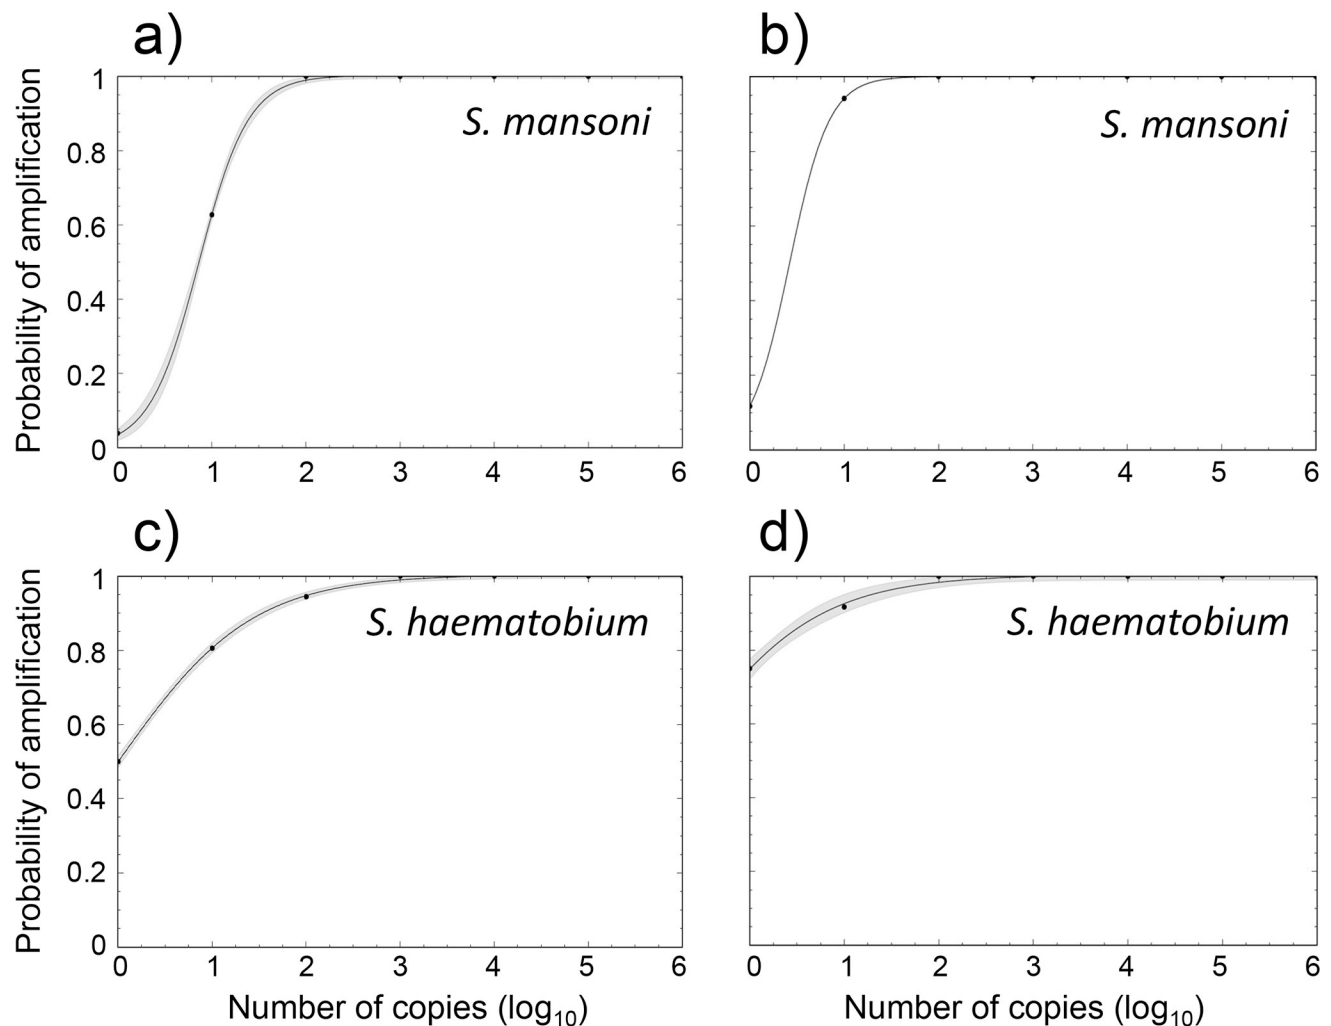 a)
b)
Probability of amplification
1
0.8
0.6
0.4
0.2
0
S. mansoni
S. mansoni
0 1 2 3 4 5 6
0 1 2 3 4 5 6
c)
d)
Probability of amplification
1
0.8
0.6
0.4
0.2
0
S. haematobium
S. haematobium
0 1 2 3 4 5 6
0 1 2 3 4 5 6
Number of copies (log10)
Number of copies (log10)